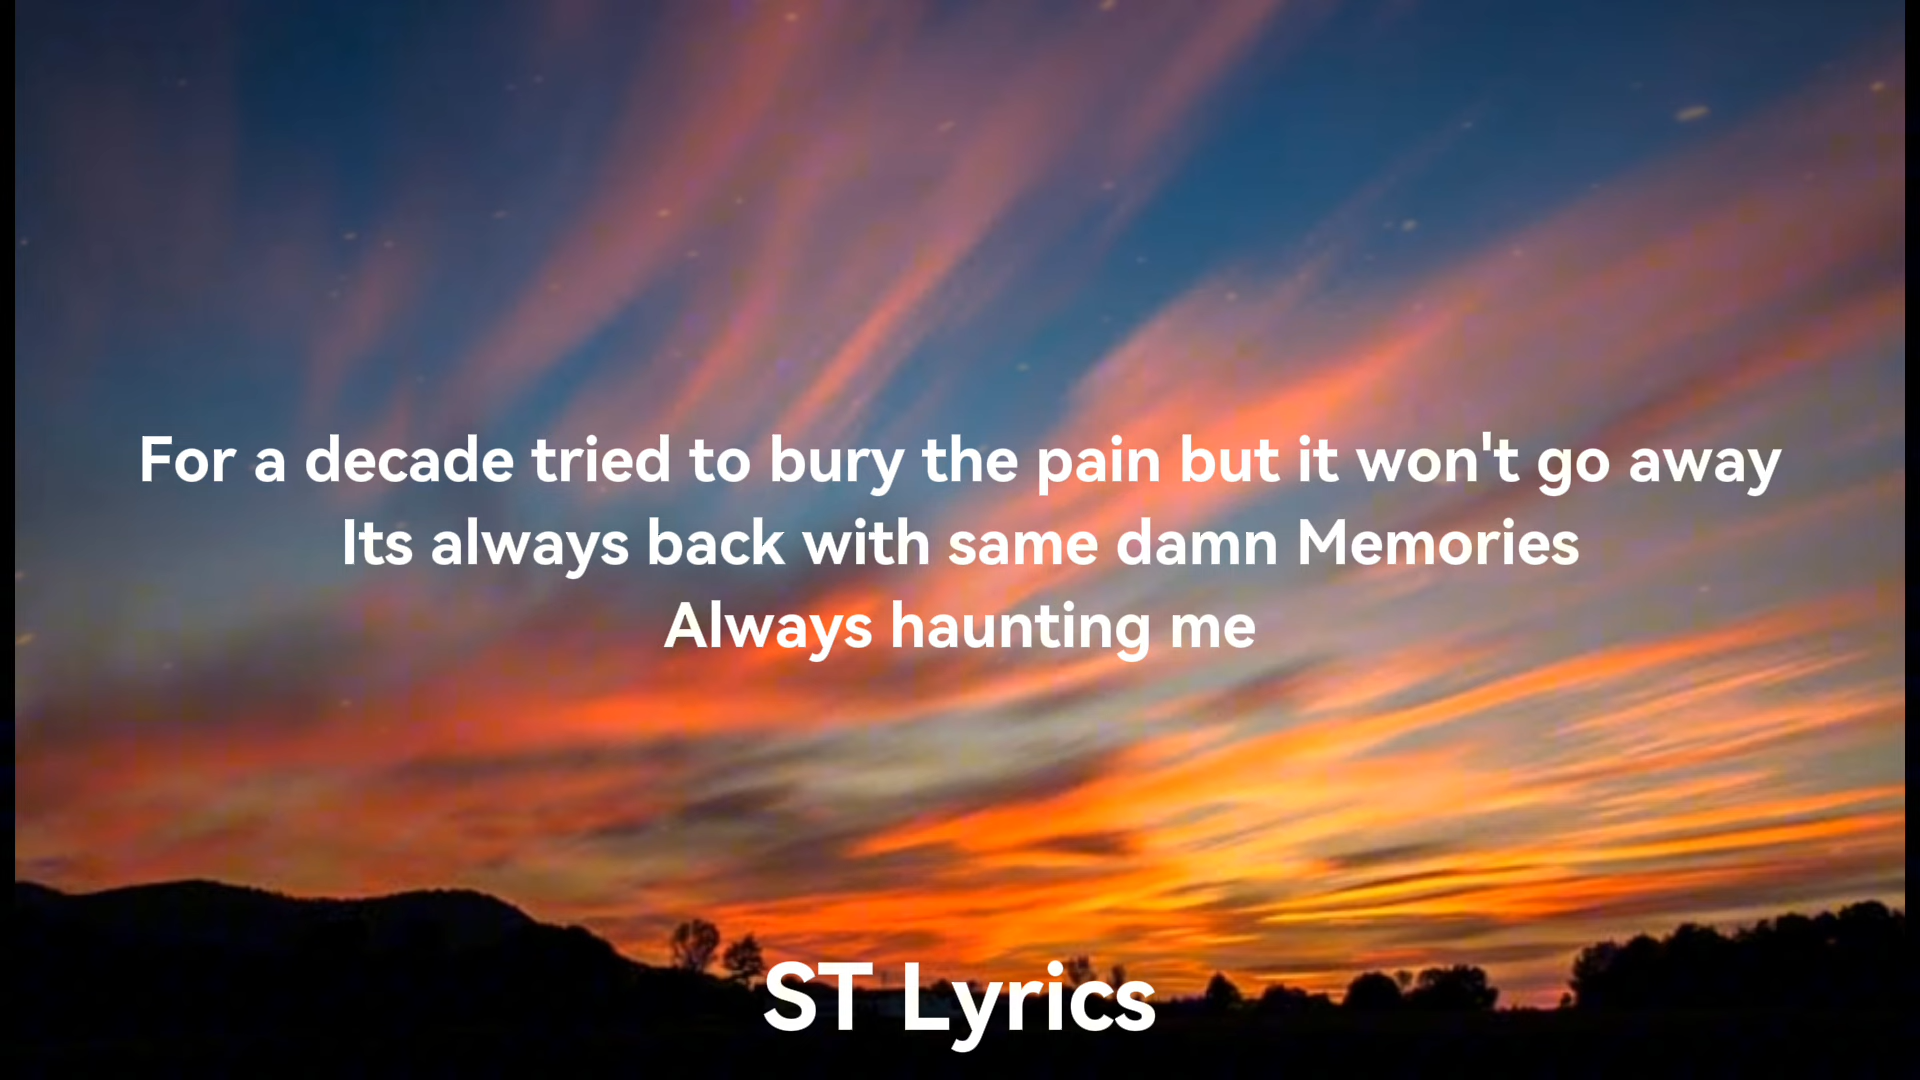 For a decade tried to bury the pain but it won't go away
Its always back with same damn Memories
Always haunting me
ST Lyrics